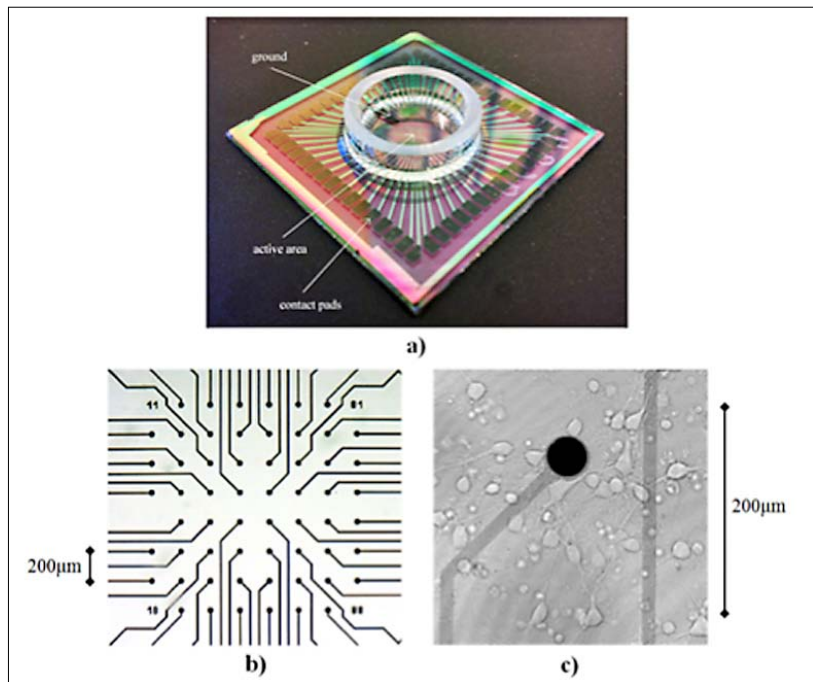 ground
active area
contact pads
a)
11
81
200μm
18
88
b)
200μm
c)